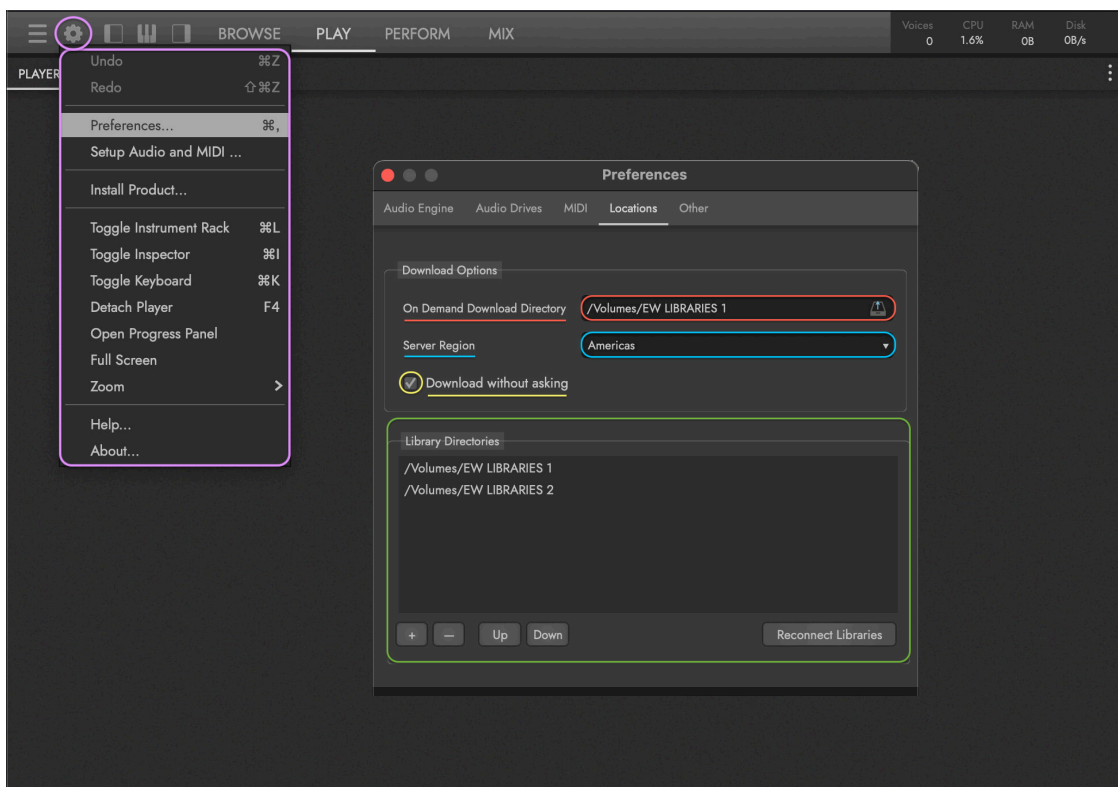 BROWSE PLAY PERFORM MIX
Voices CPU RAM Disk
0 1.6% 0B 0B/s
PLAYER
Undo ⌘Z
Redo ⇧⌘Z
Preferences... ⌘,
Setup Audio and MIDI ...
Install Product...
Toggle Instrument Rack ⌘L
Toggle Inspector ⌘I
Toggle Keyboard ⌘K
Detach Player F4
Open Progress Panel
Full Screen
Zoom >
Help...
About...
Preferences
Audio Engine Audio Drives MIDI Locations Other
Download Options
On Demand Download Directory /Volumes/EW LIBRARIES 1
Server Region Americas
Download without asking
Library Directories
/Volumes/EW LIBRARIES 1
/Volumes/EW LIBRARIES 2
+ – Up Down Reconnect Libraries